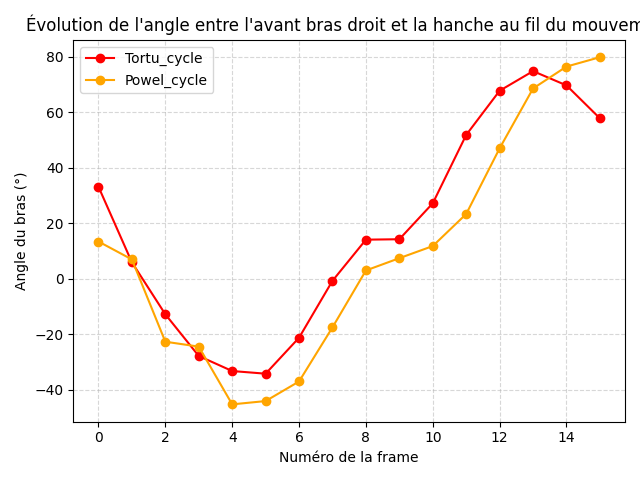 Évolution de l'angle entre l'avant bras droit et la hanche au fil du mouvem
Tortu_cycle
Powel_cycle
80
60
40
20
0
−20
−40
Angle du bras (°)
0 2 4 6 8 10 12 14
Numéro de la frame